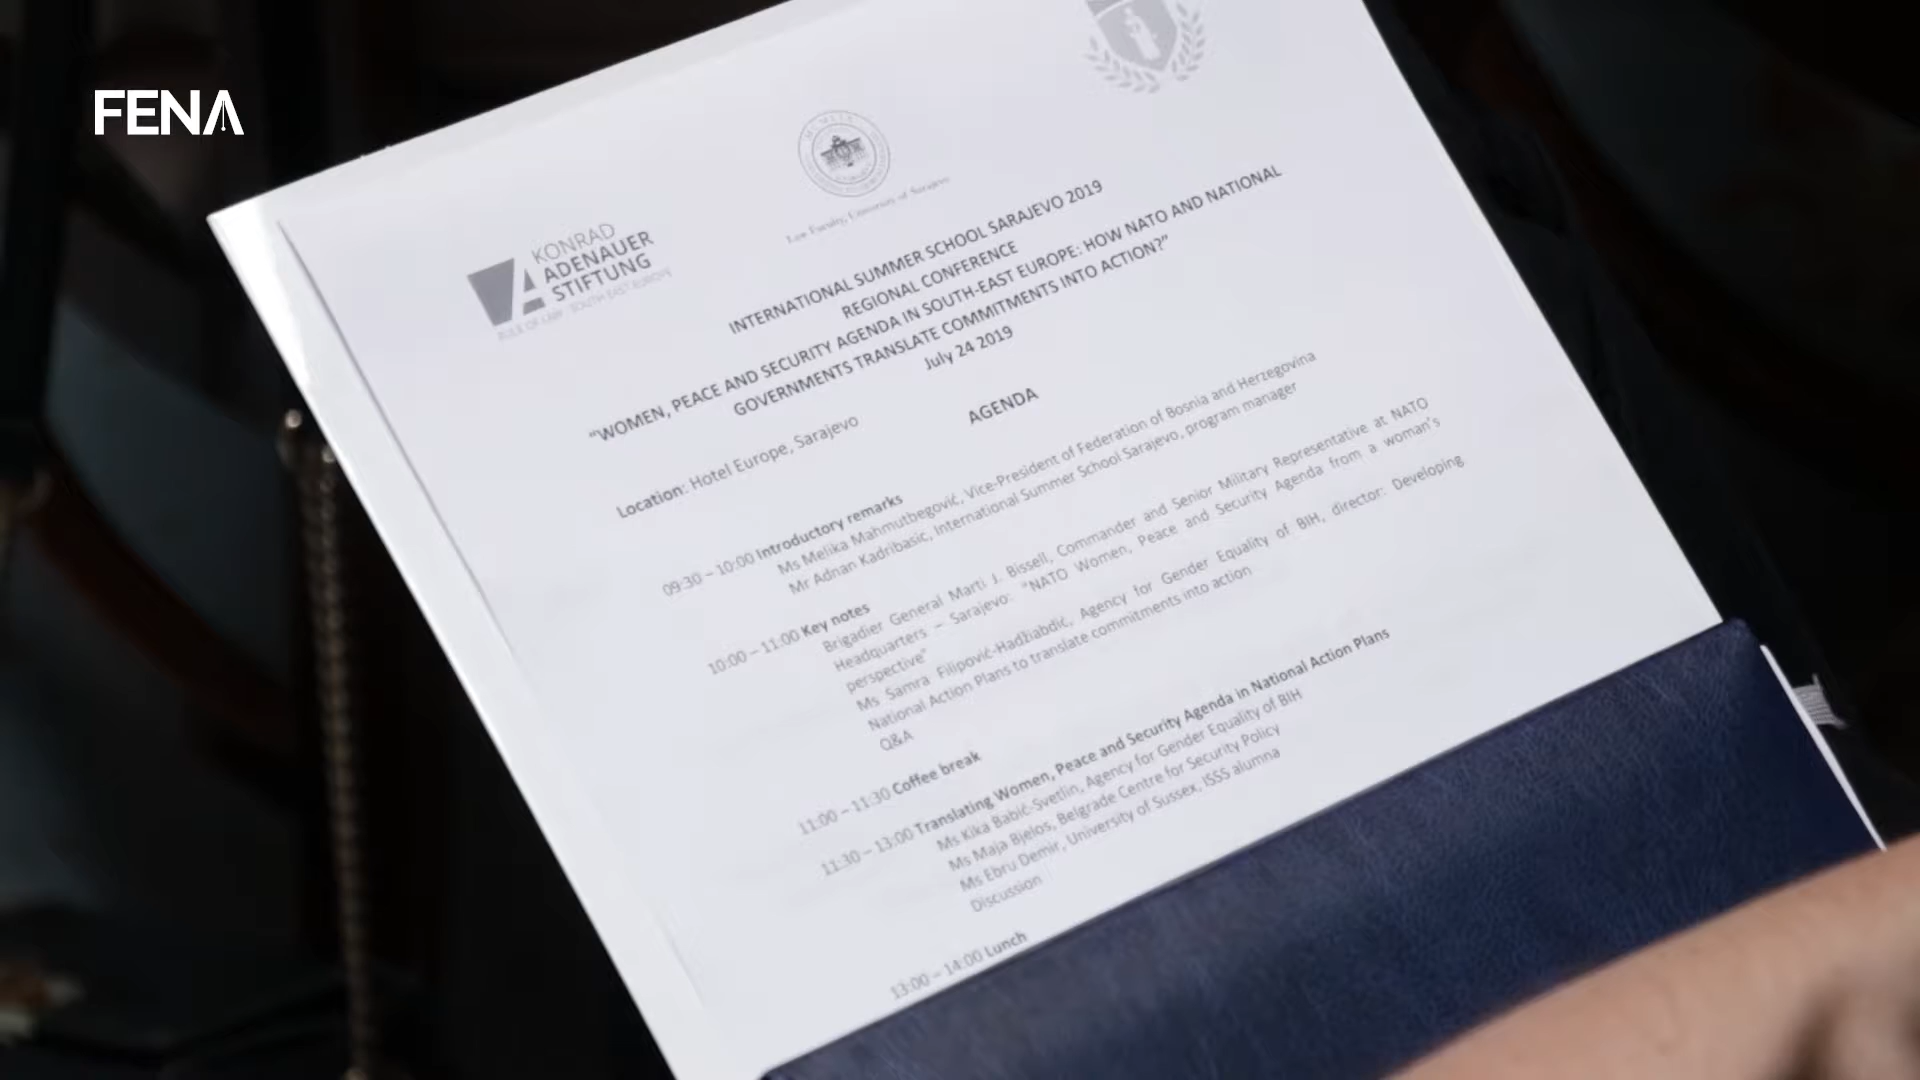 FENA
KONRAD
ADENAUER
STIFTUNG
RULE OF LAW SOUTH EAST EUROPE
Law Faculty, University of Sarajevo
INTERNATIONAL SUMMER SCHOOL SARAJEVO 2019
REGIONAL CONFERENCE
"WOMEN, PEACE AND SECURITY AGENDA IN SOUTH-EAST EUROPE: HOW NATO AND NATIONAL
GOVERNMENTS TRANSLATE COMMITMENTS INTO ACTION?"
July 24 2019
AGENDA
Location: Hotel Europe, Sarajevo
09:30 – 10:00 Introductory remarks
Ms Melika Mahmutbegović, Vice-President of Federation of Bosnia and Herzegovina
Mr Adnan Kadribasic, International Summer School Sarajevo, program manager
10:00 – 11:00 Key notes
Brigadier General Marti J. Bissell, Commander and Senior Military Representative at NATO
Headquarters – Sarajevo: "NATO Women, Peace and Security Agenda from a woman's
perspective"
Ms Samra Filipović-Hadžiabdić, Agency for Gender Equality of BIH, director: Developing
National Action Plans to translate commitments into action
Q&A
11:00 – 11:30 Coffee break
11:30 – 13:00 Translating Women, Peace and Security Agenda in National Action Plans
Ms Kika Babić-Svetlin, Agency for Gender Equality of BIH
Ms Maja Bjelos, Belgrade Centre for Security Policy
Ms Ebru Demir, University of Sussex, ISSS alumna
Discussion
13:00 – 14:00 Lunch